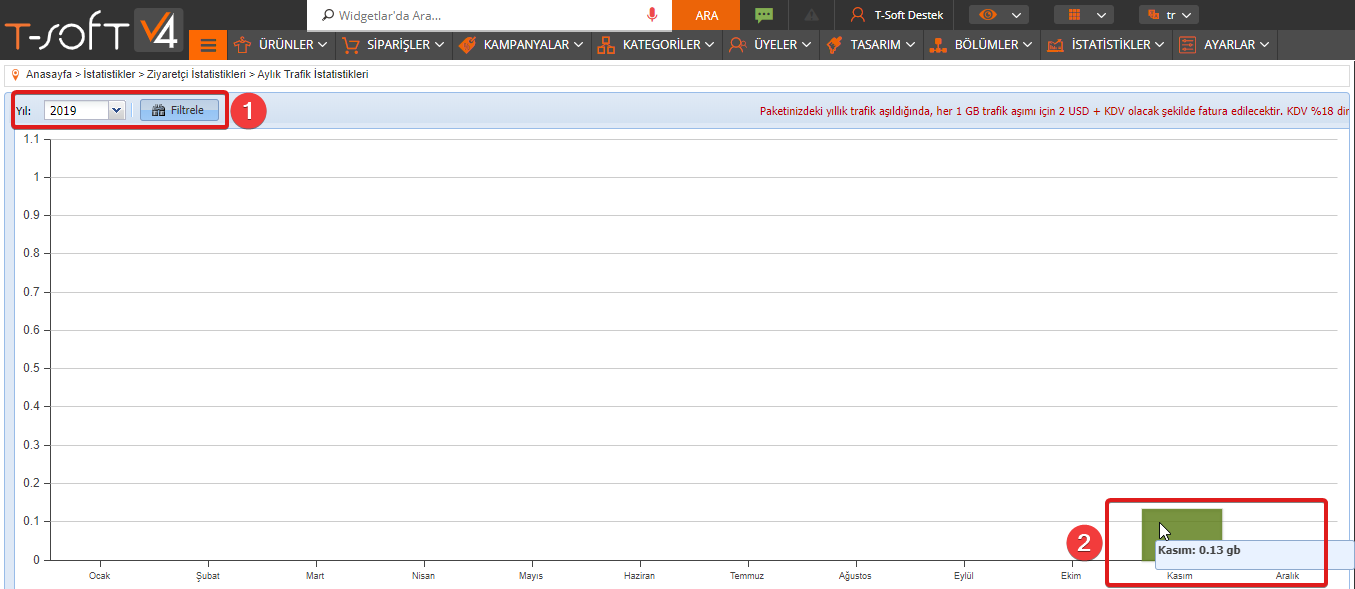 T-SOFT V4
Widgetlar'da Ara...
ARA
T-Soft Destek
tr
ÜRÜNLER
SİPARİŞLER
KAMPANYALAR
KATEGORİLER
ÜYELER
TASARIM
BÖLÜMLER
İSTATİSTİKLER
AYARLAR
Anasayfa > İstatistikler > Ziyaretçi İstatistikleri > Aylık Trafik İstatistikleri
Yıl: 2019 Filtrele 1
Paketinizdeki yıllık trafik aşıldığında, her 1 GB trafik aşımı için 2 USD + KDV olacak şekilde fatura edilecektir. KDV %18 dir
1.1
1
0.9
0.8
0.7
0.6
0.5
0.4
0.3
0.2
0.1
0
2
Kasım: 0.13 gb
Ocak Şubat Mart Nisan Mayıs Haziran Temmuz Ağustos Eylül Ekim Kasım Aralık